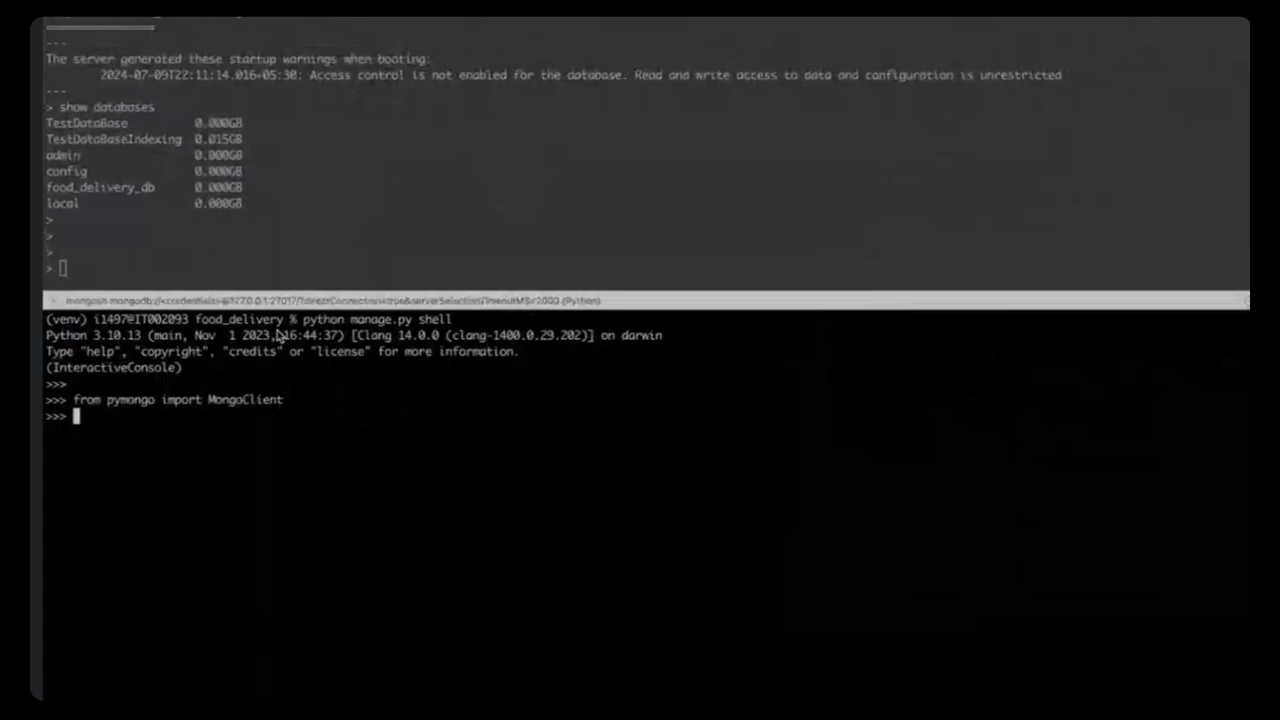 ---
The server generated these startup warnings when booting:
2024-07-09T22:11:14.016+05:30: Access control is not enabled for the database. Read and write access to data and configuration is unrestricted
---
> show databases
TestDataBase 0.000GB
TestDataBaseIndexing 0.015GB
admin 0.000GB
config 0.000GB
food_delivery_db 0.000GB
local 0.000GB
>
>
>
>
mongosh mongodb://<credentials>@127.0.0.1:27017/?directConnection=true&serverSelectionTimeoutMS=2000 (Python)
(venv) i1497@IT002093 food_delivery % python manage.py shell
Python 3.10.13 (main, Nov 1 2023, 16:44:37) [Clang 14.0.0 (clang-1400.0.29.202)] on darwin
Type "help", "copyright", "credits" or "license" for more information.
(InteractiveConsole)
>>>
>>> from pymongo import MongoClient
>>>